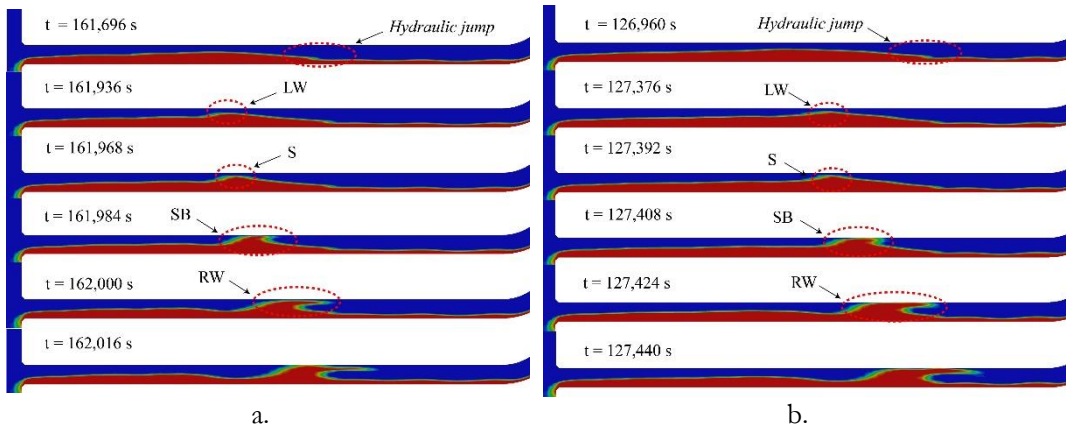 t = 161,696 s
Hydraulic jump
t = 161,936 s
LW
t = 161,968 s
S
t = 161,984 s
SB
t = 162,000 s
RW
t = 162,016 s
a.
t = 126,960 s
Hydraulic jump
t = 127,376 s
LW
t = 127,392 s
S
t = 127,408 s
SB
t = 127,424 s
RW
t = 127,440 s
b.